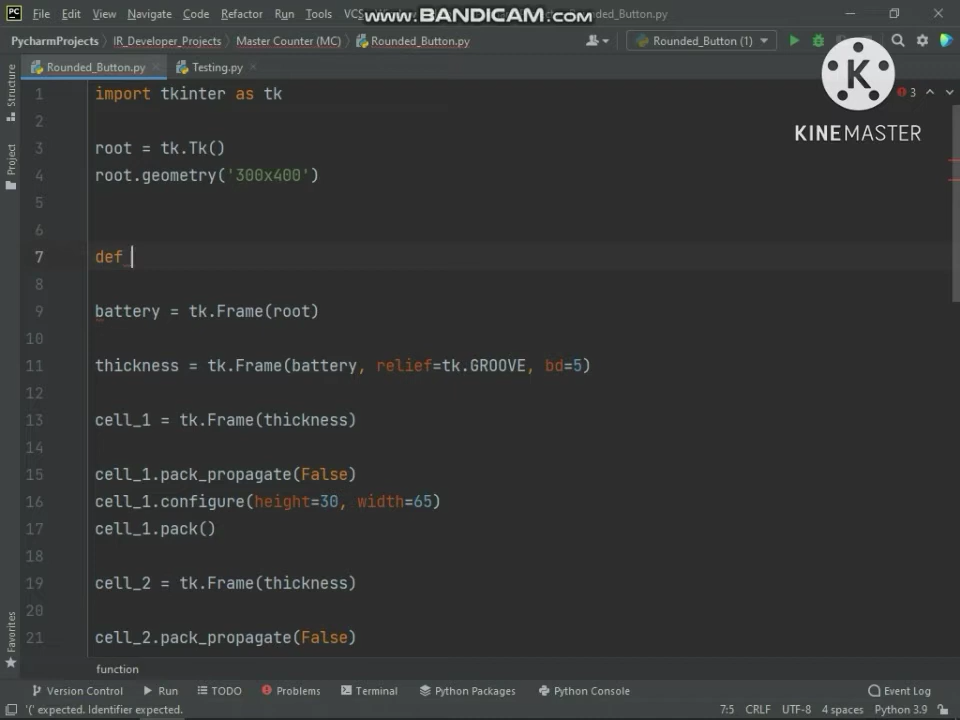 File Edit View Navigate Code Refactor Run Tools VCS
www.BANDICAM.com
_Rounded_Button.py
PC
PycharmProjects IR_Developer_Projects Master Counter (MC) Rounded_Button.py
Rounded_Button (1)
Rounded_Button.py Testing.py
K
KINEMASTER
3
Structure
Project
Favorites
1 import tkinter as tk
2
3 root = tk.Tk()
4 root.geometry('300x400')
5
6
7 def
8
9 battery = tk.Frame(root)
10
11 thickness = tk.Frame(battery, relief=tk.GROOVE, bd=5)
12
13 cell_1 = tk.Frame(thickness)
14
15 cell_1.pack_propagate(False)
16 cell_1.configure(height=30, width=65)
17 cell_1.pack()
18
19 cell_2 = tk.Frame(thickness)
20
21 cell_2.pack_propagate(False)
function
Version Control Run TODO Problems Terminal Python Packages Python Console Event Log
'(' expected. Identifier expected. 7:5 CRLF UTF-8 4 spaces Python 3.9